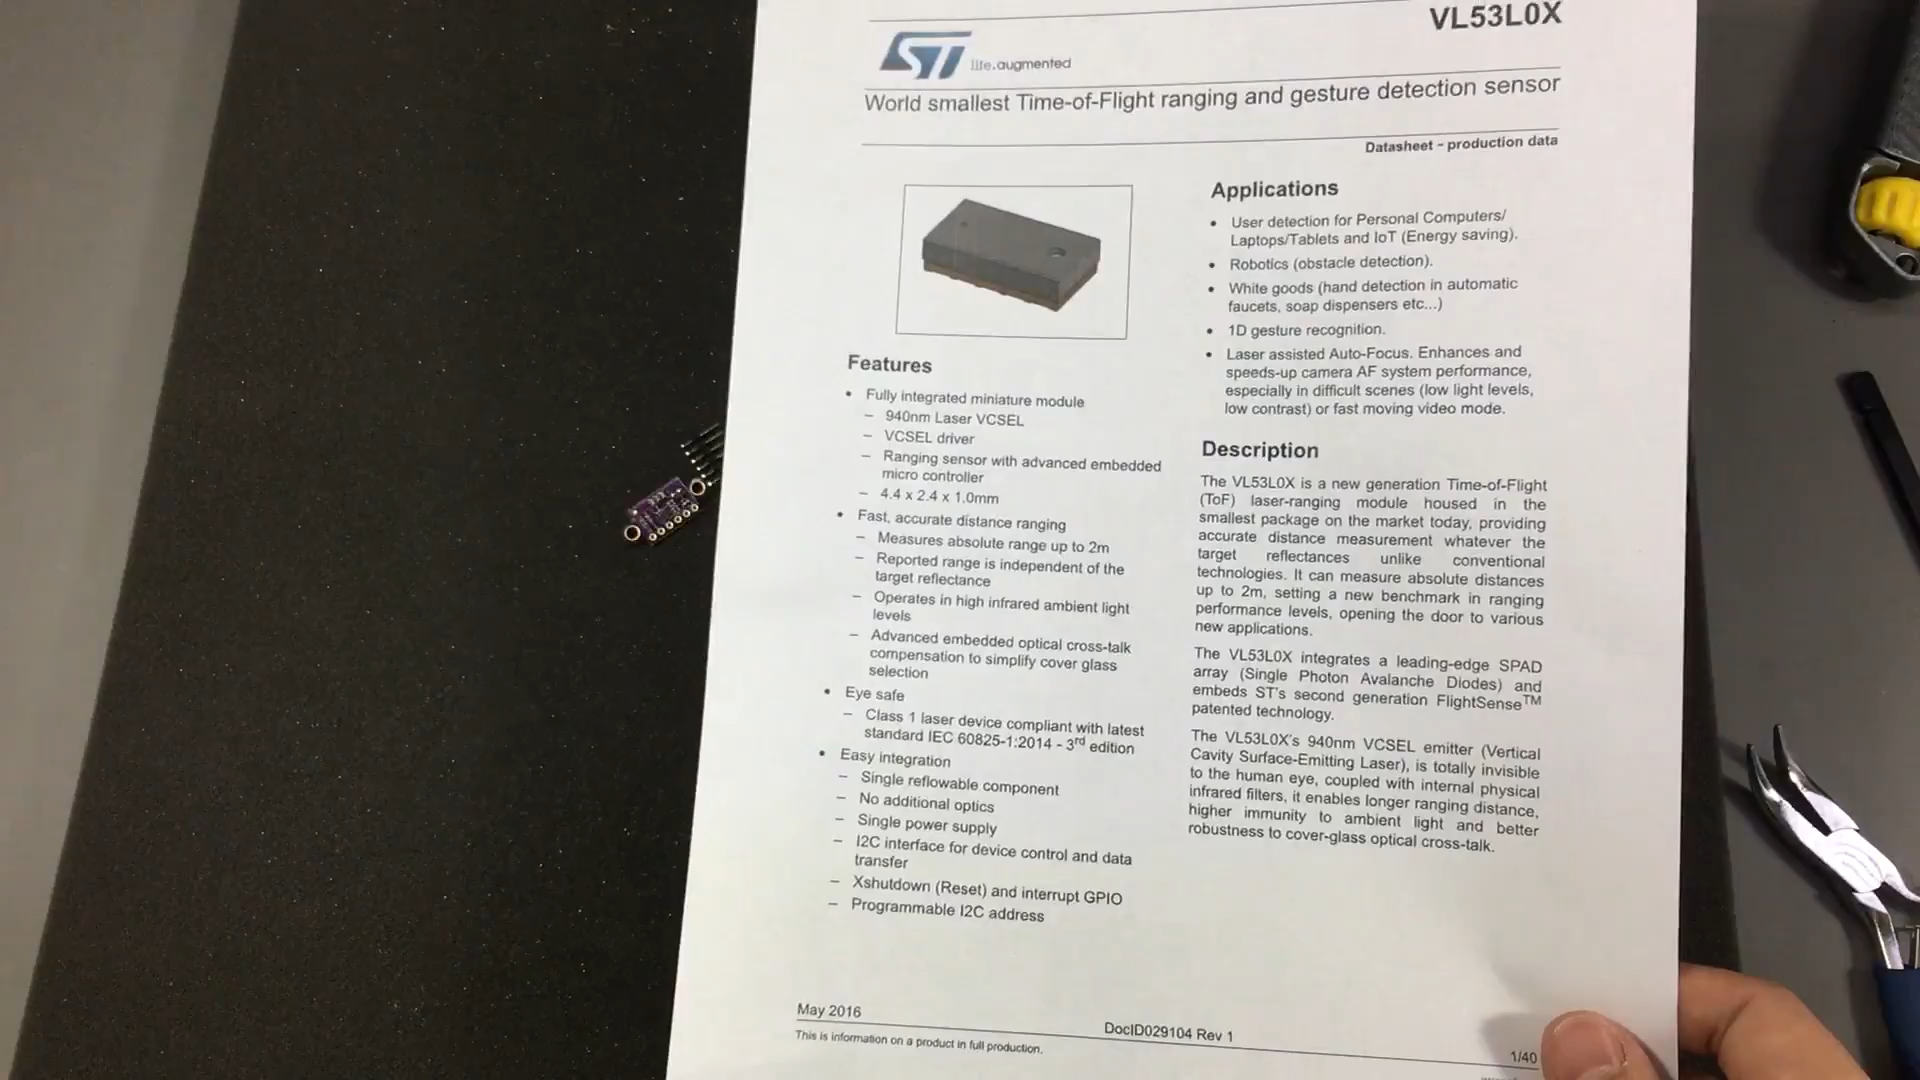 VL53L0X
ST
life.augmented
World smallest Time-of-Flight ranging and gesture detection sensor
Datasheet - production data
Features
• Fully integrated miniature module
– 940nm Laser VCSEL
– VCSEL driver
– Ranging sensor with advanced embedded
micro controller
– 4.4 x 2.4 x 1.0mm
• Fast, accurate distance ranging
– Measures absolute range up to 2m
– Reported range is independent of the
target reflectance
– Operates in high infrared ambient light
levels
– Advanced embedded optical cross-talk
compensation to simplify cover glass
selection
• Eye safe
– Class 1 laser device compliant with latest
standard IEC 60825-1:2014 - 3rd edition
• Easy integration
– Single reflowable component
– No additional optics
– Single power supply
– I2C interface for device control and data
transfer
– Xshutdown (Reset) and interrupt GPIO
– Programmable I2C address
Applications
• User detection for Personal Computers/
Laptops/Tablets and IoT (Energy saving).
• Robotics (obstacle detection).
• White goods (hand detection in automatic
faucets, soap dispensers etc...)
• 1D gesture recognition.
• Laser assisted Auto-Focus. Enhances and
speeds-up camera AF system performance,
especially in difficult scenes (low light levels,
low contrast) or fast moving video mode.
Description
The VL53L0X is a new generation Time-of-Flight
(ToF) laser-ranging module housed in the
smallest package on the market today, providing
accurate distance measurement whatever the
target reflectances unlike conventional
technologies. It can measure absolute distances
up to 2m, setting a new benchmark in ranging
performance levels, opening the door to various
new applications.
The VL53L0X integrates a leading-edge SPAD
array (Single Photon Avalanche Diodes) and
embeds ST's second generation FlightSense™
patented technology.
The VL53L0X's 940nm VCSEL emitter (Vertical
Cavity Surface-Emitting Laser), is totally invisible
to the human eye, coupled with internal physical
infrared filters, it enables longer ranging distance,
higher immunity to ambient light and better
robustness to cover-glass optical cross-talk.
May 2016
DocID029104 Rev 1
1/40
This is information on a product in full production.